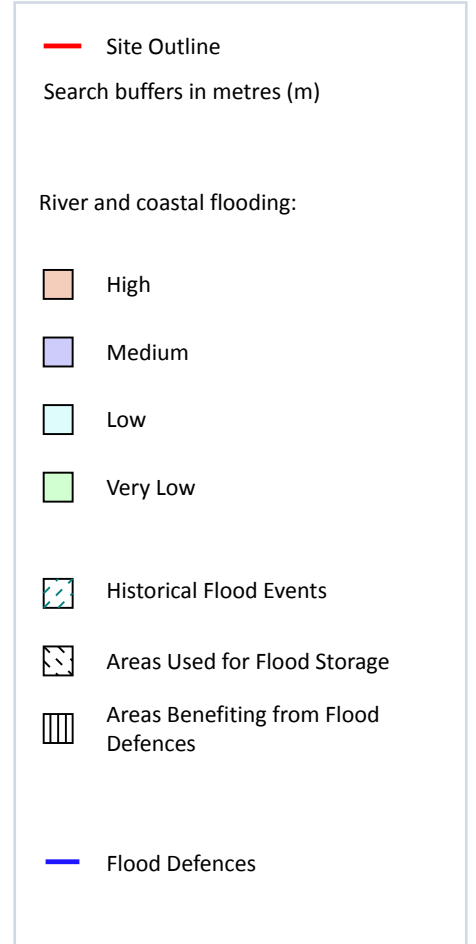 Site Outline
Search buffers in metres (m)
River and coastal flooding:
High
Medium
Low
Very Low
Historical Flood Events
Areas Used for Flood Storage
Areas Benefiting from Flood
Defences
Flood Defences